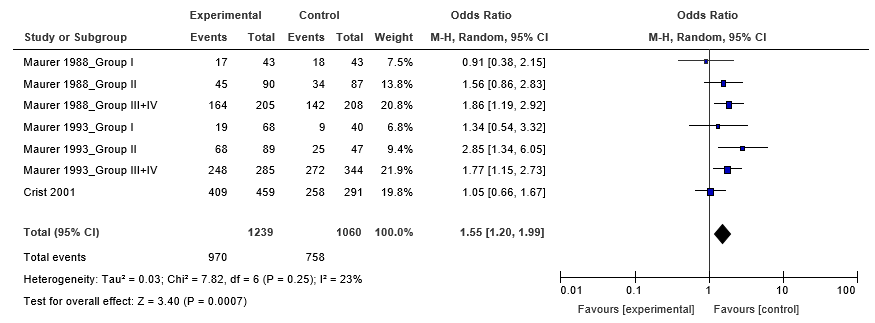 Experimental Control Odds Ratio Odds Ratio
Study or Subgroup Events Total Events Total Weight M-H, Random, 95% CI M-H, Random, 95% CI
Maurer 1988_Group I 17 43 18 43 7.5% 0.91 [0.38, 2.15]
Maurer 1988_Group II 45 90 34 87 13.8% 1.56 [0.86, 2.83]
Maurer 1988_Group III+IV 164 205 142 208 20.8% 1.86 [1.19, 2.92]
Maurer 1993_Group I 19 68 9 40 6.8% 1.34 [0.54, 3.32]
Maurer 1993_Group II 68 89 25 47 9.4% 2.85 [1.34, 6.05]
Maurer 1993_Group III+IV 248 285 272 344 21.9% 1.77 [1.15, 2.73]
Crist 2001 409 459 258 291 19.8% 1.05 [0.66, 1.67]
Total (95% CI) 1239 1060 100.0% 1.55 [1.20, 1.99]
Total events 970 758
Heterogeneity: Tau² = 0.03; Chi² = 7.82, df = 6 (P = 0.25); I² = 23%
Test for overall effect: Z = 3.40 (P = 0.0007)
0.01 0.1 1 10 100
Favours [experimental] Favours [control]